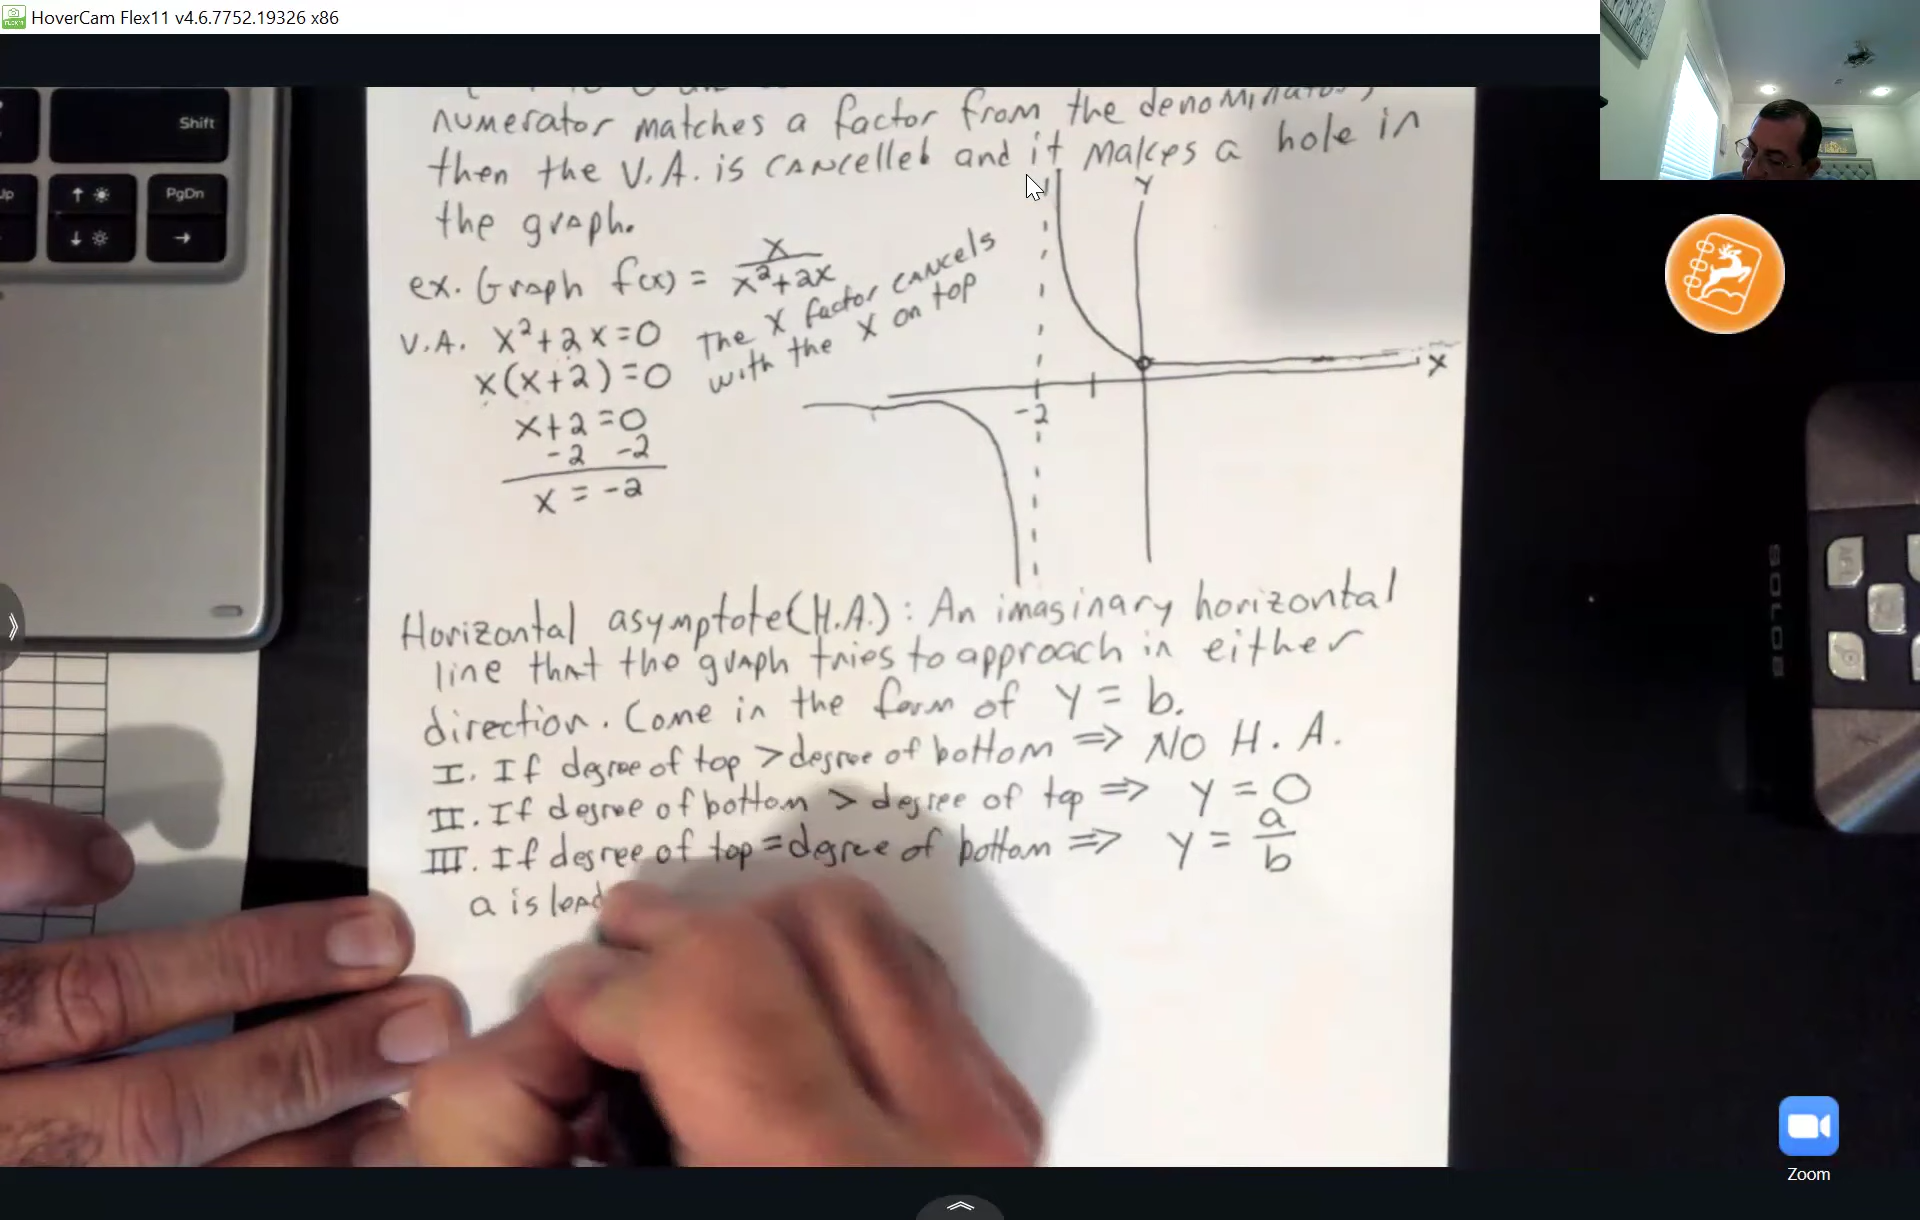 HoverCam Flex11 v4.6.7752.19326 x86
Shift
PgDn
numerator matches a factor from the denominator,
then the V.A. is cancelled and it makes a hole in
the graph.
ex. Graph f(x) = x / x²+2x
The x factor cancels
with the x on top
V.A. x²+2x=0
x(x+2)=0
x+2=0
-2 -2
x = -2
Y
x
-2
Horizontal asymptote (H.A.): An imaginary horizontal
line that the graph tries to approach in either
direction. Come in the form of y = b.
I. If degree of top > degree of bottom ⇒ NO H.A.
II. If degree of bottom > degree of top ⇒ y = 0
III. If degree of top = degree of bottom ⇒ y = a/b
a is lead
Zoom